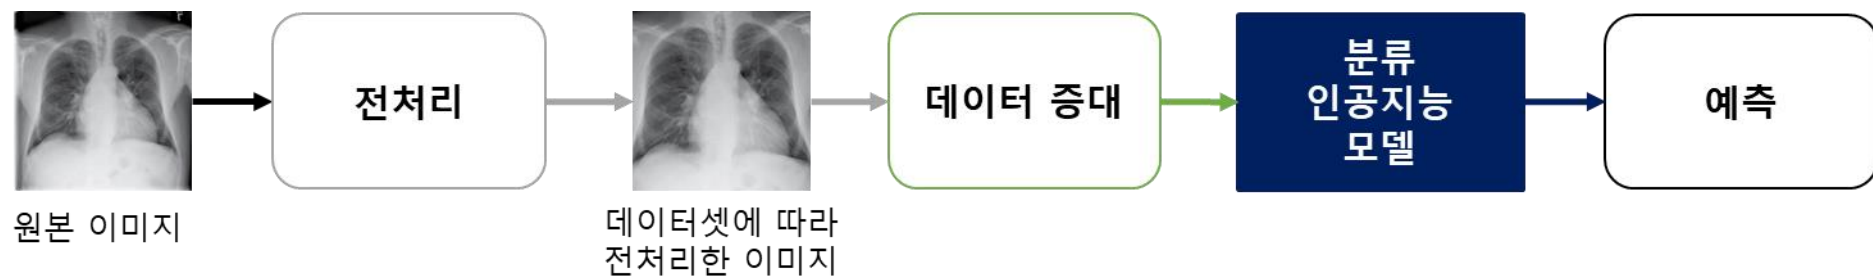 원본 이미지
전처리
데이터셋에 따라
전처리한 이미지
데이터 증대
분류
인공지능
모델
예측